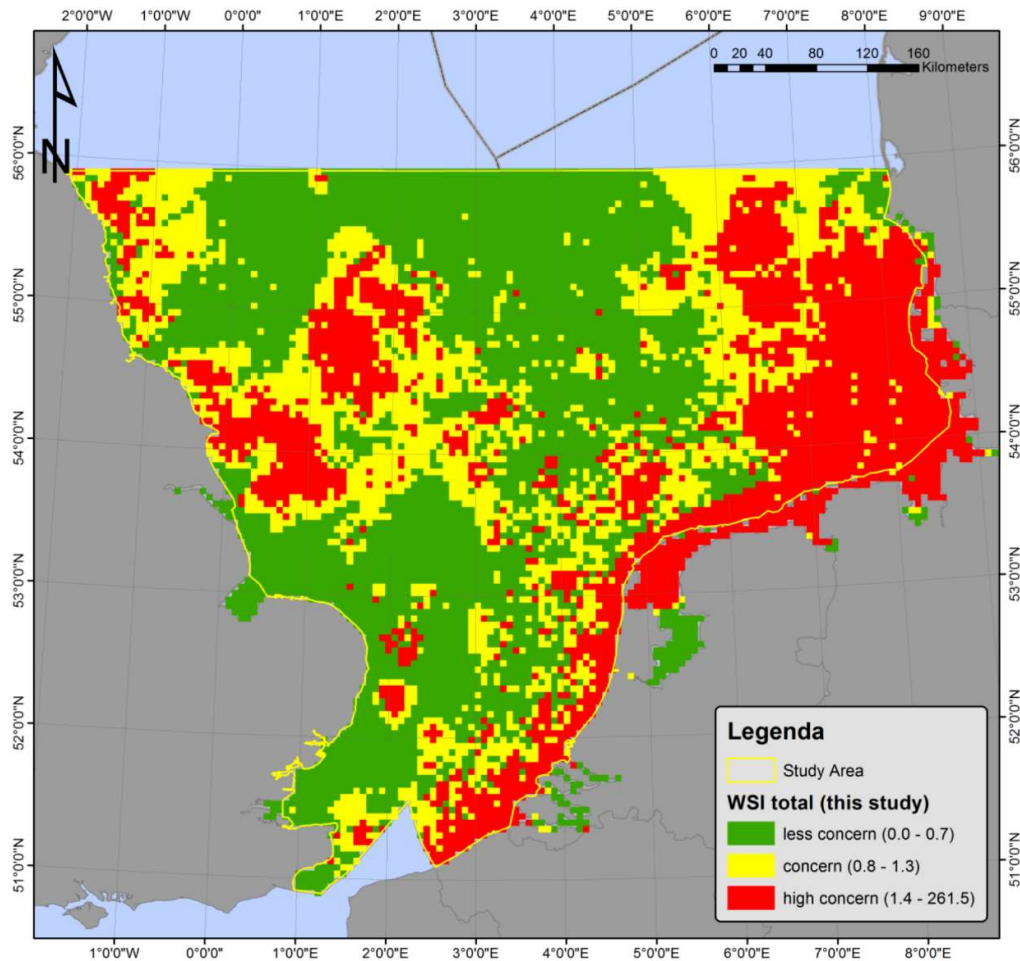 2°0'0"W 1°0'0"W 0°0'0" 1°0'0"E 2°0'0"E 3°0'0"E 4°0'0"E 5°0'0"E 6°0'0"E 7°0'0"E 8°0'0"E 9°0'0"E
0 20 40 80 120 160
Kilometers
N
56°0'0"N 56°0'0"N
55°0'0"N 55°0'0"N
54°0'0"N 54°0'0"N
53°0'0"N 53°0'0"N
52°0'0"N 52°0'0"N
51°0'0"N 51°0'0"N
Legenda
Study Area
WSI total (this study)
less concern (0.0 - 0.7)
concern (0.8 - 1.3)
high concern (1.4 - 261.5)
1°0'0"W 0°0'0" 1°0'0"E 2°0'0"E 3°0'0"E 4°0'0"E 5°0'0"E 6°0'0"E 7°0'0"E 8°0'0"E